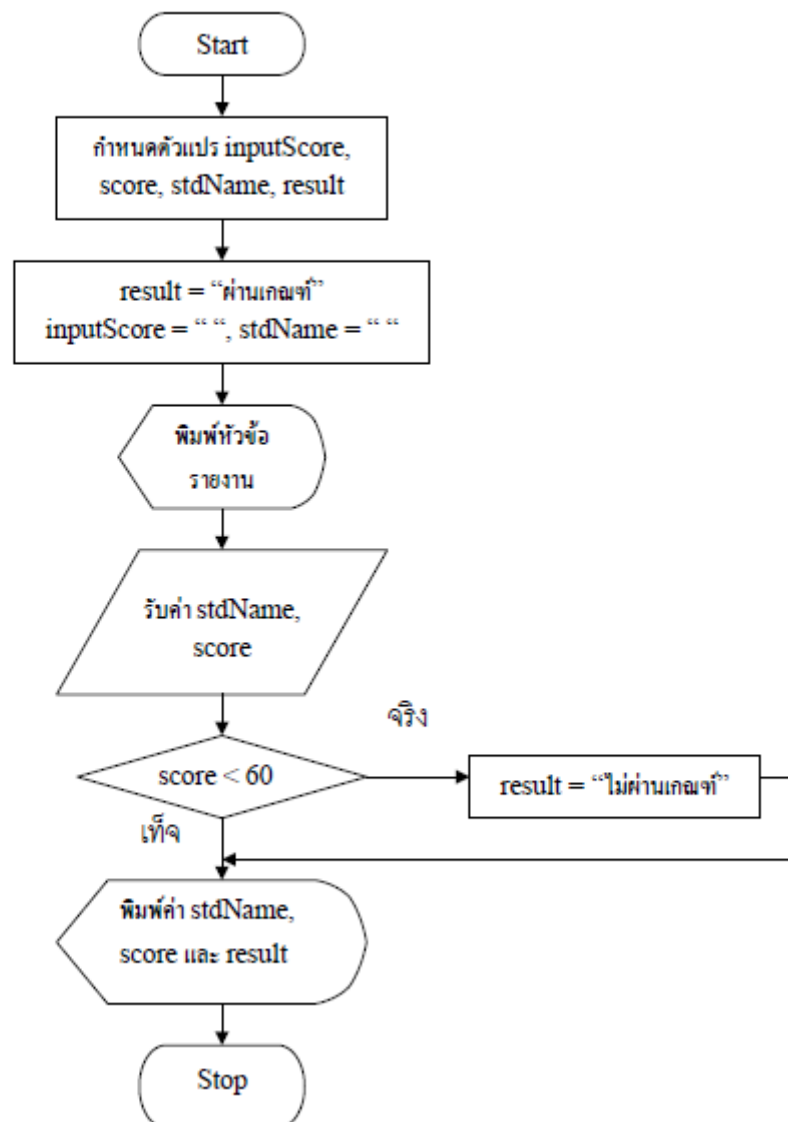 Start
กำหนดตัวแปร inputScore,
score, stdName, result
result = “ผ่านเกณฑ์”
inputScore = “ “, stdName = “ “
พิมพ์หัวข้อ
รายงาน
รับค่า stdName,
score
จริง
score < 60
result = “ไม่ผ่านเกณฑ์”
เท็จ
พิมพ์ค่า stdName,
score และ result
Stop